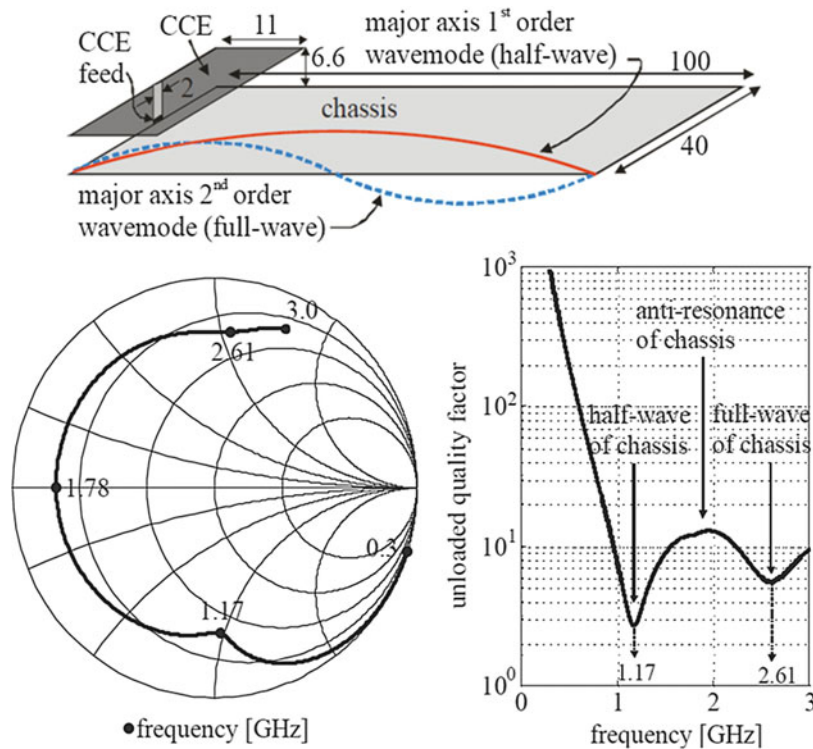 11
CCE
CCE
feed
2
6.6
major axis 1st order
wavemode (half-wave)
100
chassis
40
major axis 2nd order
wavemode (full-wave)
3.0
2.61
1.78
0.3
1.17
frequency [GHz]
103
102
101
100
unloaded quality factor
anti-resonance
of chassis
half-wave
of chassis
full-wave
of chassis
1.17
2.61
0
1
2
3
frequency [GHz]